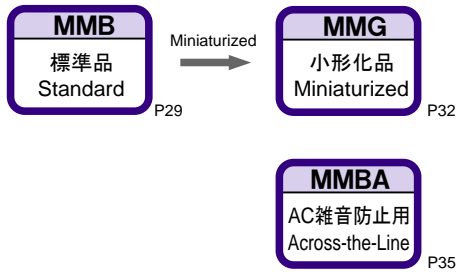 MMB
標準品
Standard
P29
Miniaturized
MMG
小形化品
Miniaturized
P32
MMBA
AC雑音防止用
Across-the-Line
P35